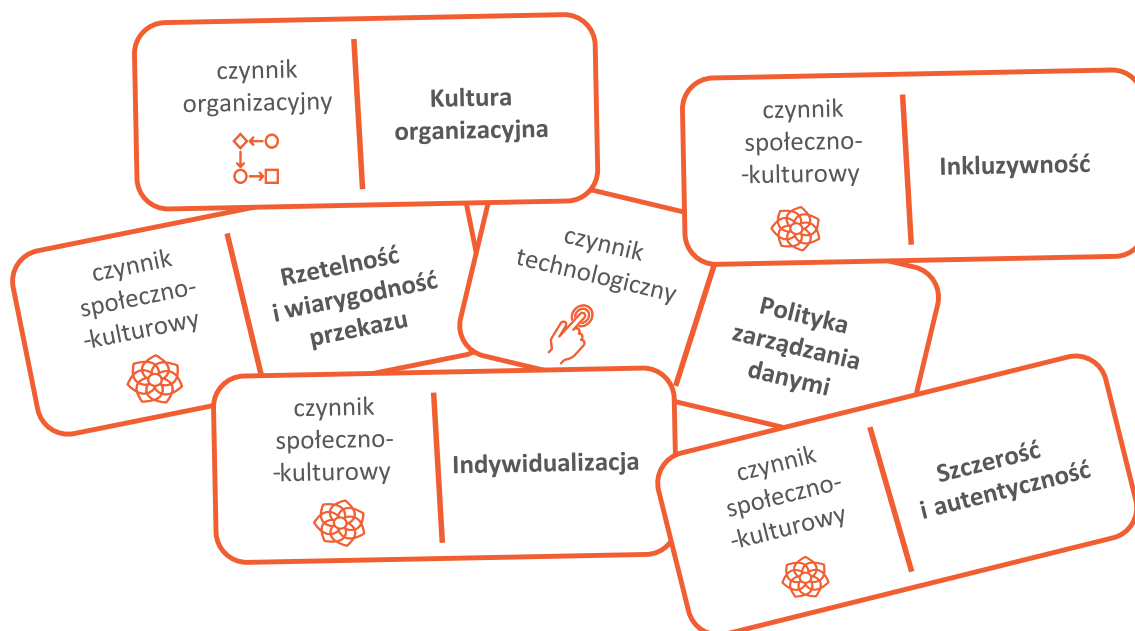 czynnik
organizacyjny
Kultura
organizacyjna
czynnik
społeczno-
-kulturowy
Inkluzywność
czynnik
społeczno-
-kulturowy
Rzetelność
i wiarygodność
przekazu
czynnik
technologiczny
Polityka
zarządzania
danymi
czynnik
społeczno-
-kulturowy
Indywidualizacja
czynnik
społeczno-
-kulturowy
Szczerość
i autentyczność